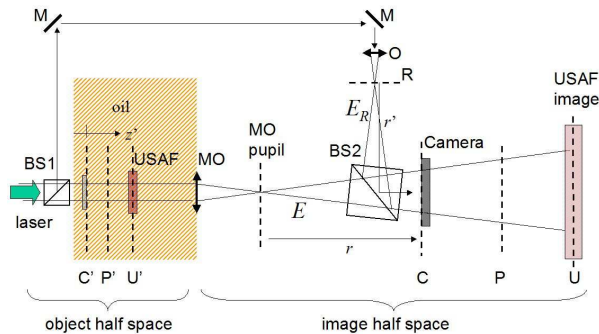 M
M
O
R
oil
z'
E_R
r'
USAF
image
BS1
USAF
MO
MO
pupil
BS2
Camera
laser
E
r
C'
P'
U'
C
P
U
object half space
image half space